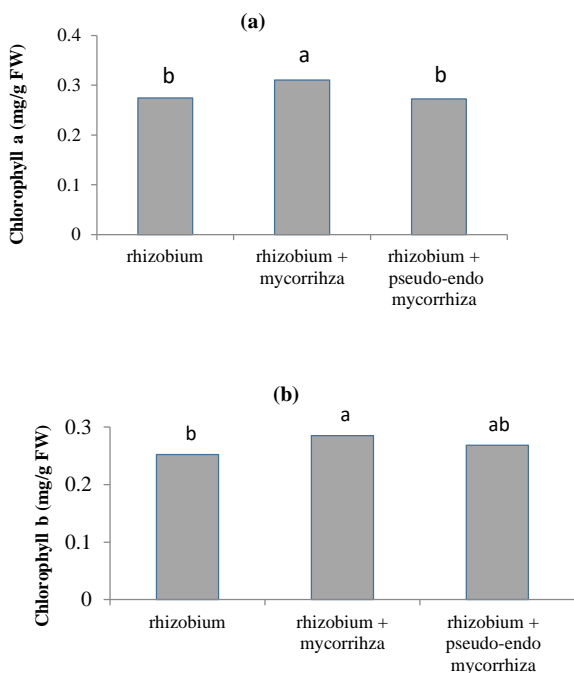 (a)
Chlorophyll a (mg/g FW)
0.4
0.3
0.2
0.1
0
b
a
b
rhizobium
rhizobium +
mycorrihza
rhizobium +
pseudo-endo
mycorrhiza
(b)
Chlorophyll b (mg/g FW)
0.3
0.2
0.1
0
b
a
ab
rhizobium
rhizobium +
mycorrihza
rhizobium +
pseudo-endo
mycorrhiza